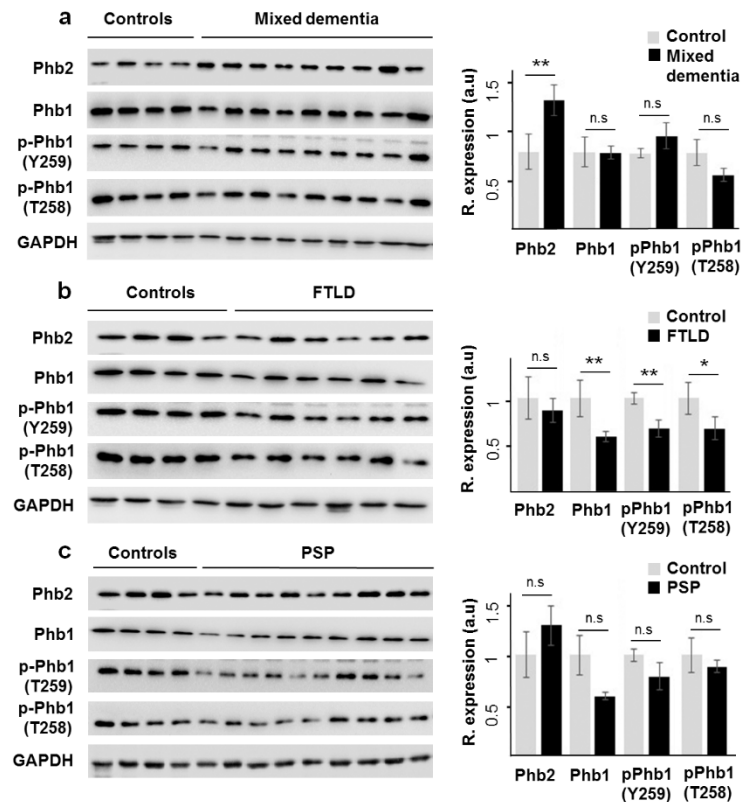 a
Controls
Mixed dementia
Phb2
Phb1
p-Phb1
(Y259)
p-Phb1
(T258)
GAPDH
Control
Mixed
dementia
R. expression (a.u)
1.5
1
0.5
**
n.s
n.s
n.s
Phb2
Phb1
pPhb1
(Y259)
pPhb1
(T258)
b
Controls
FTLD
Phb2
Phb1
p-Phb1
(Y259)
p-Phb1
(T258)
GAPDH
Control
FTLD
R. expression (a.u)
1
0.5
n.s
**
**
*
Phb2
Phb1
pPhb1
(Y259)
pPhb1
(T258)
c
Controls
PSP
Phb2
Phb1
p-Phb1
(T259)
p-Phb1
(T258)
GAPDH
Control
PSP
R. expression (a.u)
1.5
1
0.5
n.s
n.s
n.s
n.s
Phb2
Phb1
pPhb1
(Y259)
pPhb1
(T258)